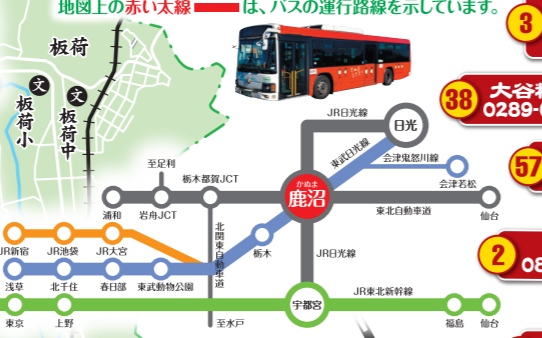 地図上の赤い太線 は、バスの運行路線を示しています。
3
板荷
文
文
板荷小
板荷中
38
大谷
0289-
57
2
08
JR日光線
日光
東武日光線
会津鬼怒川線
会津若松
至足利
栃木都賀JCT
かぬま
鹿沼
浦和
岩舟JCT
東北自動車道
仙台
北関東自動車道
JR新宿
JR池袋
JR大宮
栃木
JR日光線
浅草
北千住
春日部
東武動物公園
宇都宮
JR東北新幹線
東京
上野
至水戸
福島
仙台